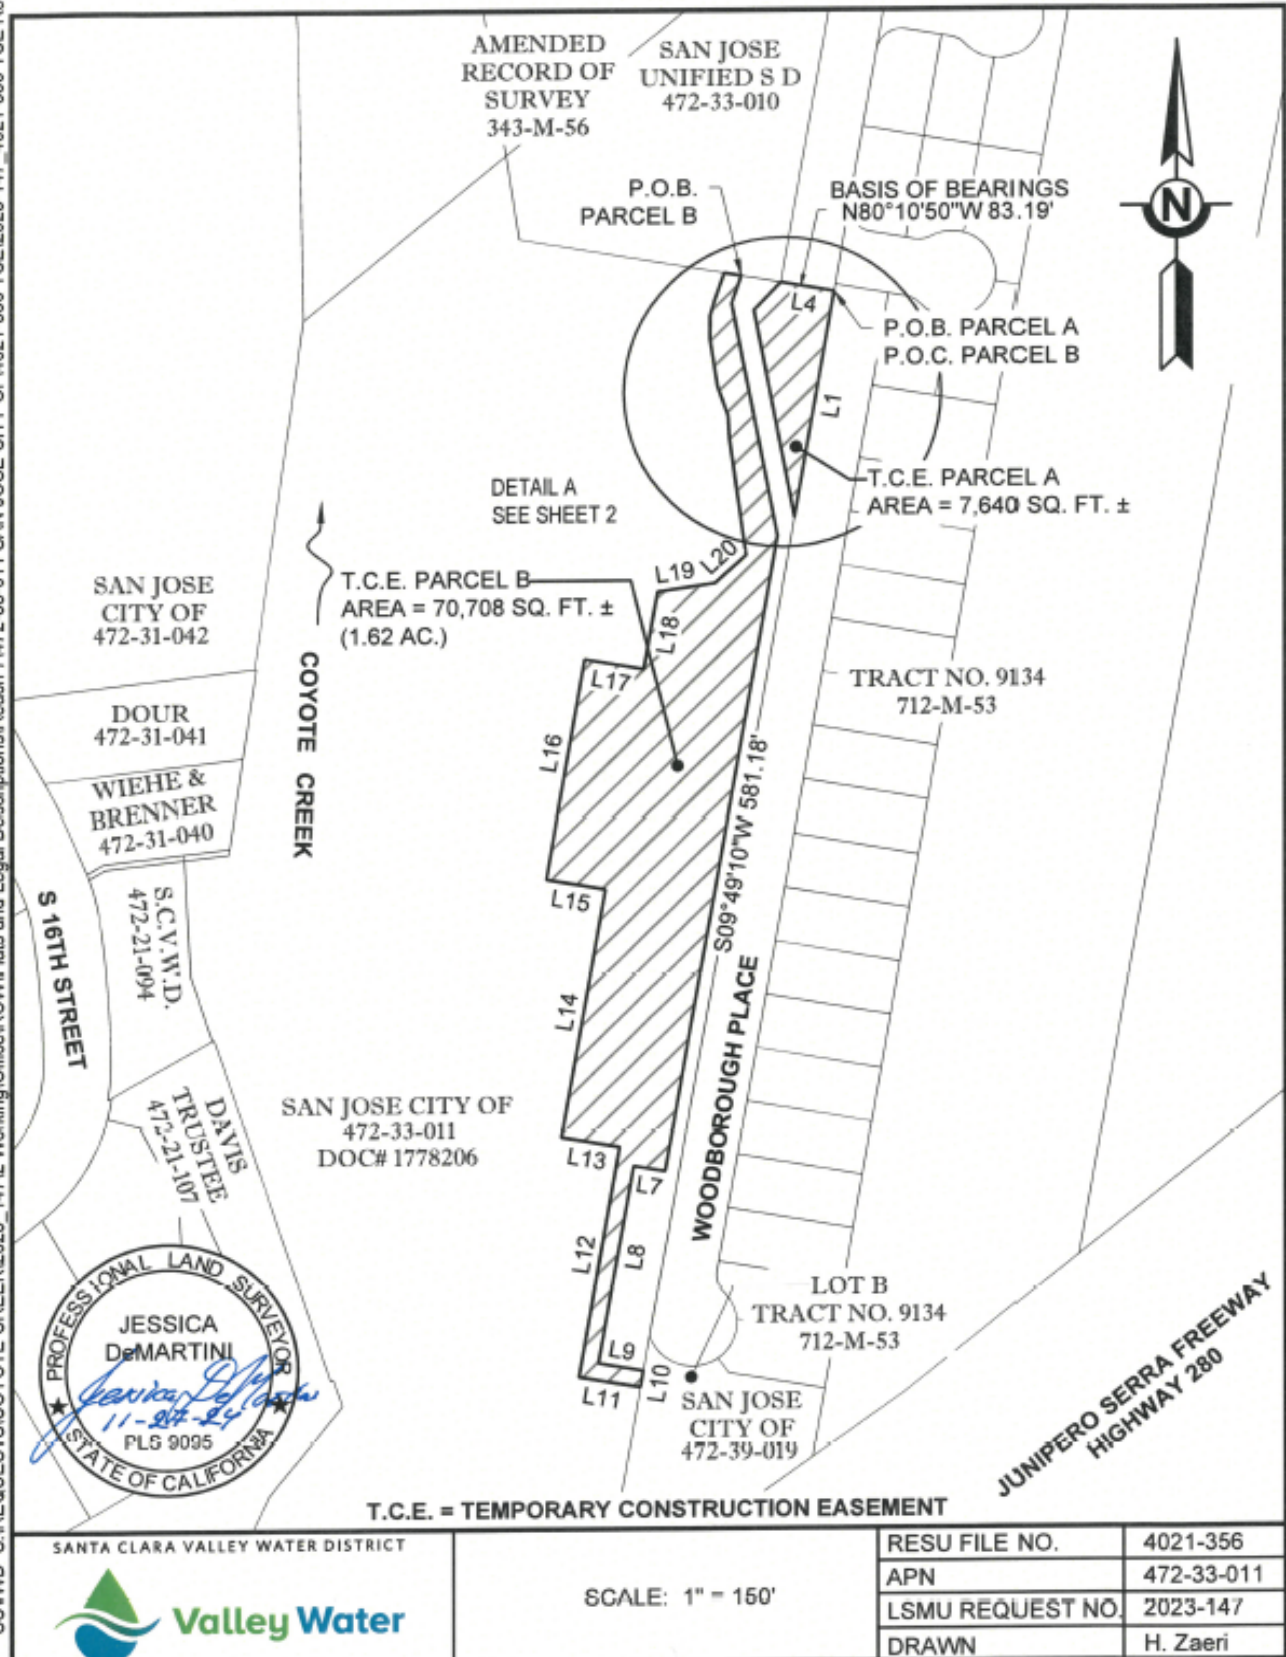 AMENDED
RECORD OF
SURVEY
343-M-56
SAN JOSE
UNIFIED S D
472-33-010
P.O.B.
PARCEL B
BASIS OF BEARINGS
N80°10'50"W 83.19'
N
L4
P.O.B. PARCEL A
P.O.C. PARCEL B
L1
T.C.E. PARCEL A
AREA = 7,640 SQ. FT. ±
DETAIL A
SEE SHEET 2
L20
L19
L18
L17
T.C.E. PARCEL B
AREA = 70,708 SQ. FT. ±
(1.62 AC.)
SAN JOSE
CITY OF
472-31-042
COYOTE CREEK
DOUR
472-31-041
WIEHE &
BRENNER
472-31-040
TRACT NO. 9134
712-M-53
L16
L15
S09°49'10"W 581.18'
S 16TH STREET
S.C.V.W.D.
472-21-094
L14
WOODBOROUGH PLACE
DAVIS
TRUSTEE
472-21-107
SAN JOSE CITY OF
472-33-011
DOC# 1778206
L13
L7
L12
L8
L9
L10
L11
LOT B
TRACT NO. 9134
712-M-53
SAN JOSE
CITY OF
472-39-019
JUNIPERO SERRA FREEWAY
HIGHWAY 280
PROFESSIONAL LAND SURVEYOR
JESSICA
DeMARTINI
11-27-24
PLS 9095
STATE OF CALIFORNIA
T.C.E. = TEMPORARY CONSTRUCTION EASEMENT
SANTA CLARA VALLEY WATER DISTRICT
Valley Water
SCALE: 1" = 150'
RESU FILE NO. 4021-356
APN 472-33-011
LSMU REQUEST NO. 2023-147
DRAWN H. Zaeri